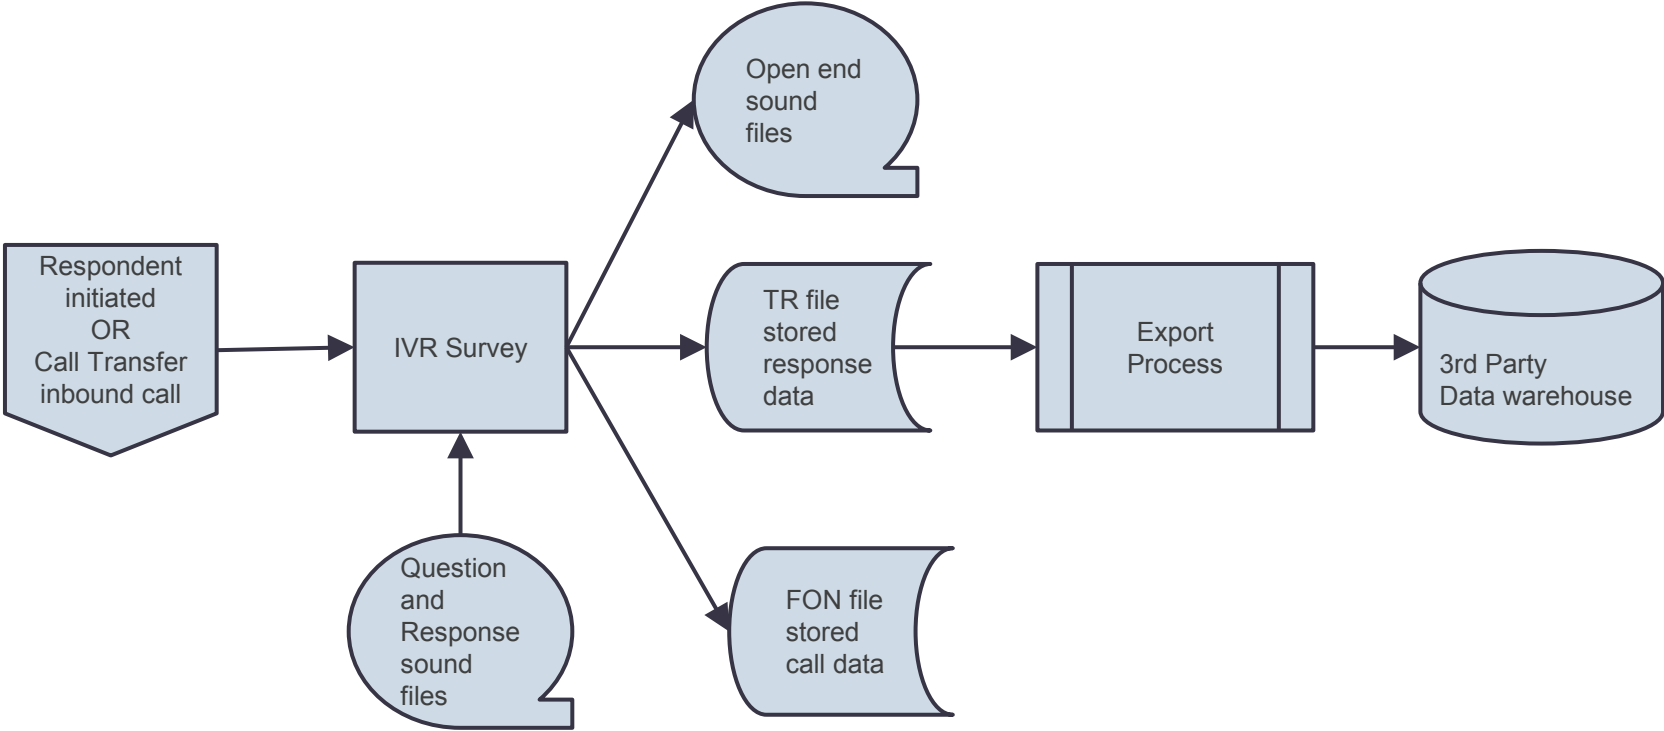 Open end
sound
files
Respondent
initiated
OR
Call Transfer
inbound call
IVR Survey
TR file
stored
response
data
Export
Process
3rd Party
Data warehouse
Question
and
Response
sound
files
FON file
stored
call data